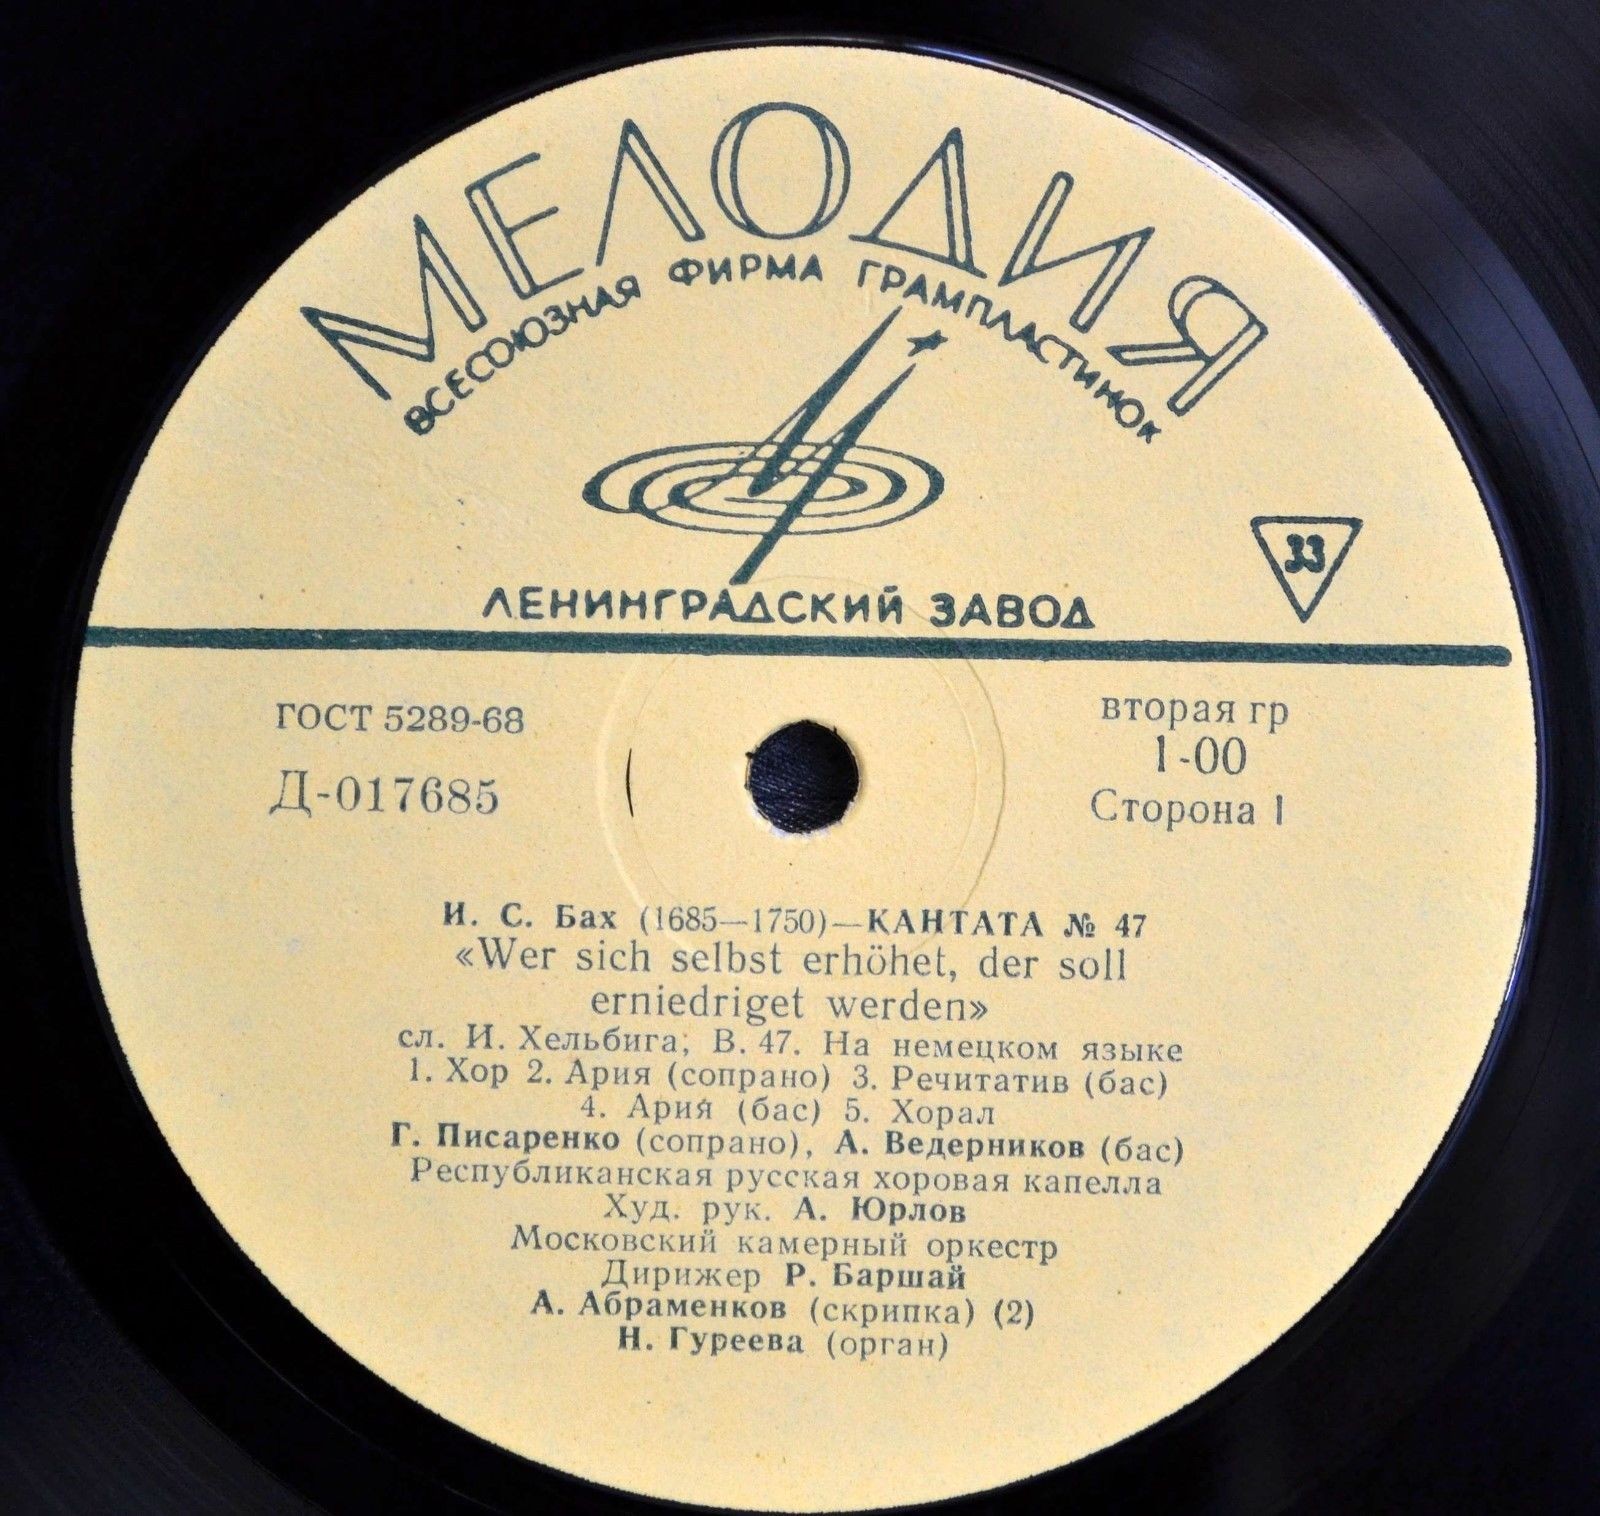 МЕЛОДИЯ
ВСЕСОЮЗНАЯ ФИРМА ГРАМПЛАСТИНОК
33
ЛЕНИНГРАДСКИЙ ЗАВОД
ГОСТ 5289-68
Д-017685
вторая гр
1-00
Сторона 1
И. С. Бах (1685—1750)—КАНТАТА № 47
«Wer sich selbst erhöhet, der soll
erniedriget werden»
сл. И. Хельбига; В. 47. На немецком языке
1. Хор 2. Ария (сопрано) 3. Речитатив (бас)
4. Ария (бас) 5. Хорал
Г. Писаренко (сопрано), А. Ведерников (бас)
Республиканская русская хоровая капелла
Худ. рук. А. Юрлов
Московский камерный оркестр
Дирижер Р. Баршай
А. Абраменков (скрипка) (2)
Н. Гуреева (орган)